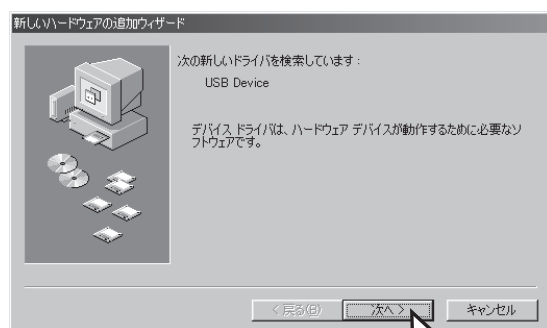 新しいハードウェアの追加ウィザード
次の新しいドライバを検索しています：
USB Device
デバイス ドライバは、ハードウェア デバイスが動作するために必要なソ
フトウェアです。
< 戻る(B) 次へ > キャンセル